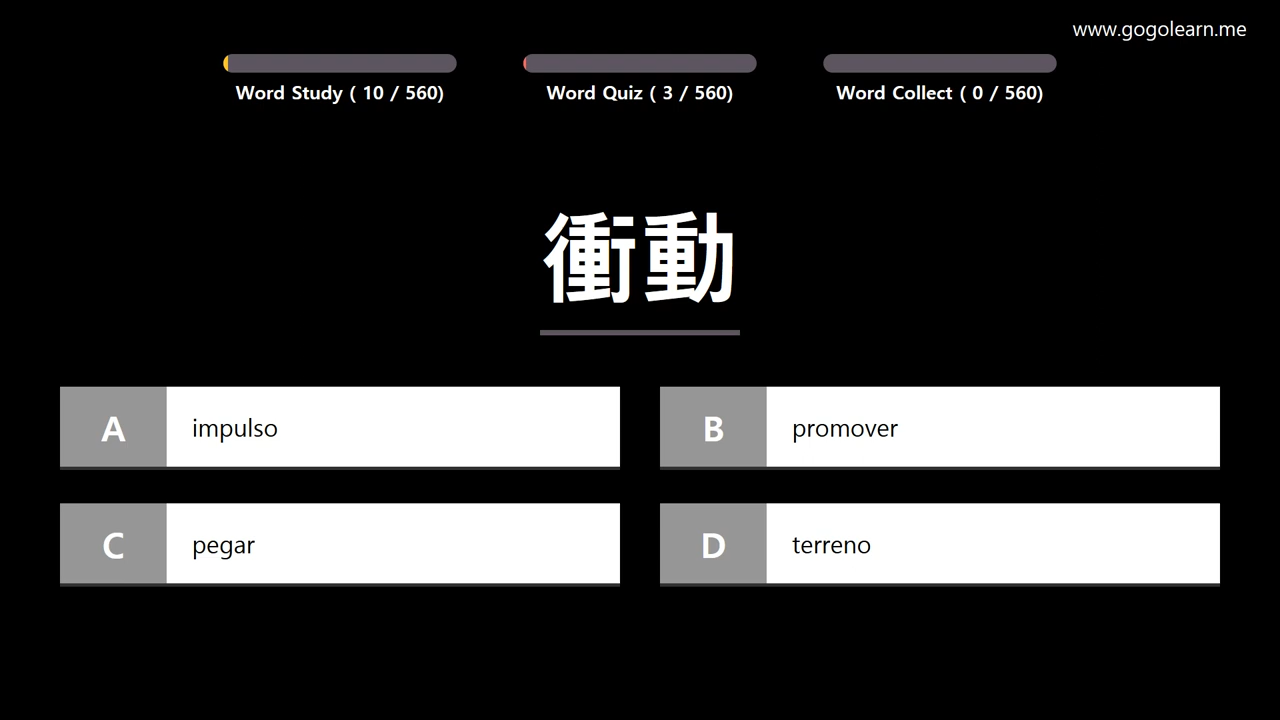 www.gogolearn.me
Word Study ( 10 / 560)
Word Quiz ( 3 / 560)
Word Collect ( 0 / 560)
衝動
A impulso
B promover
C pegar
D terreno